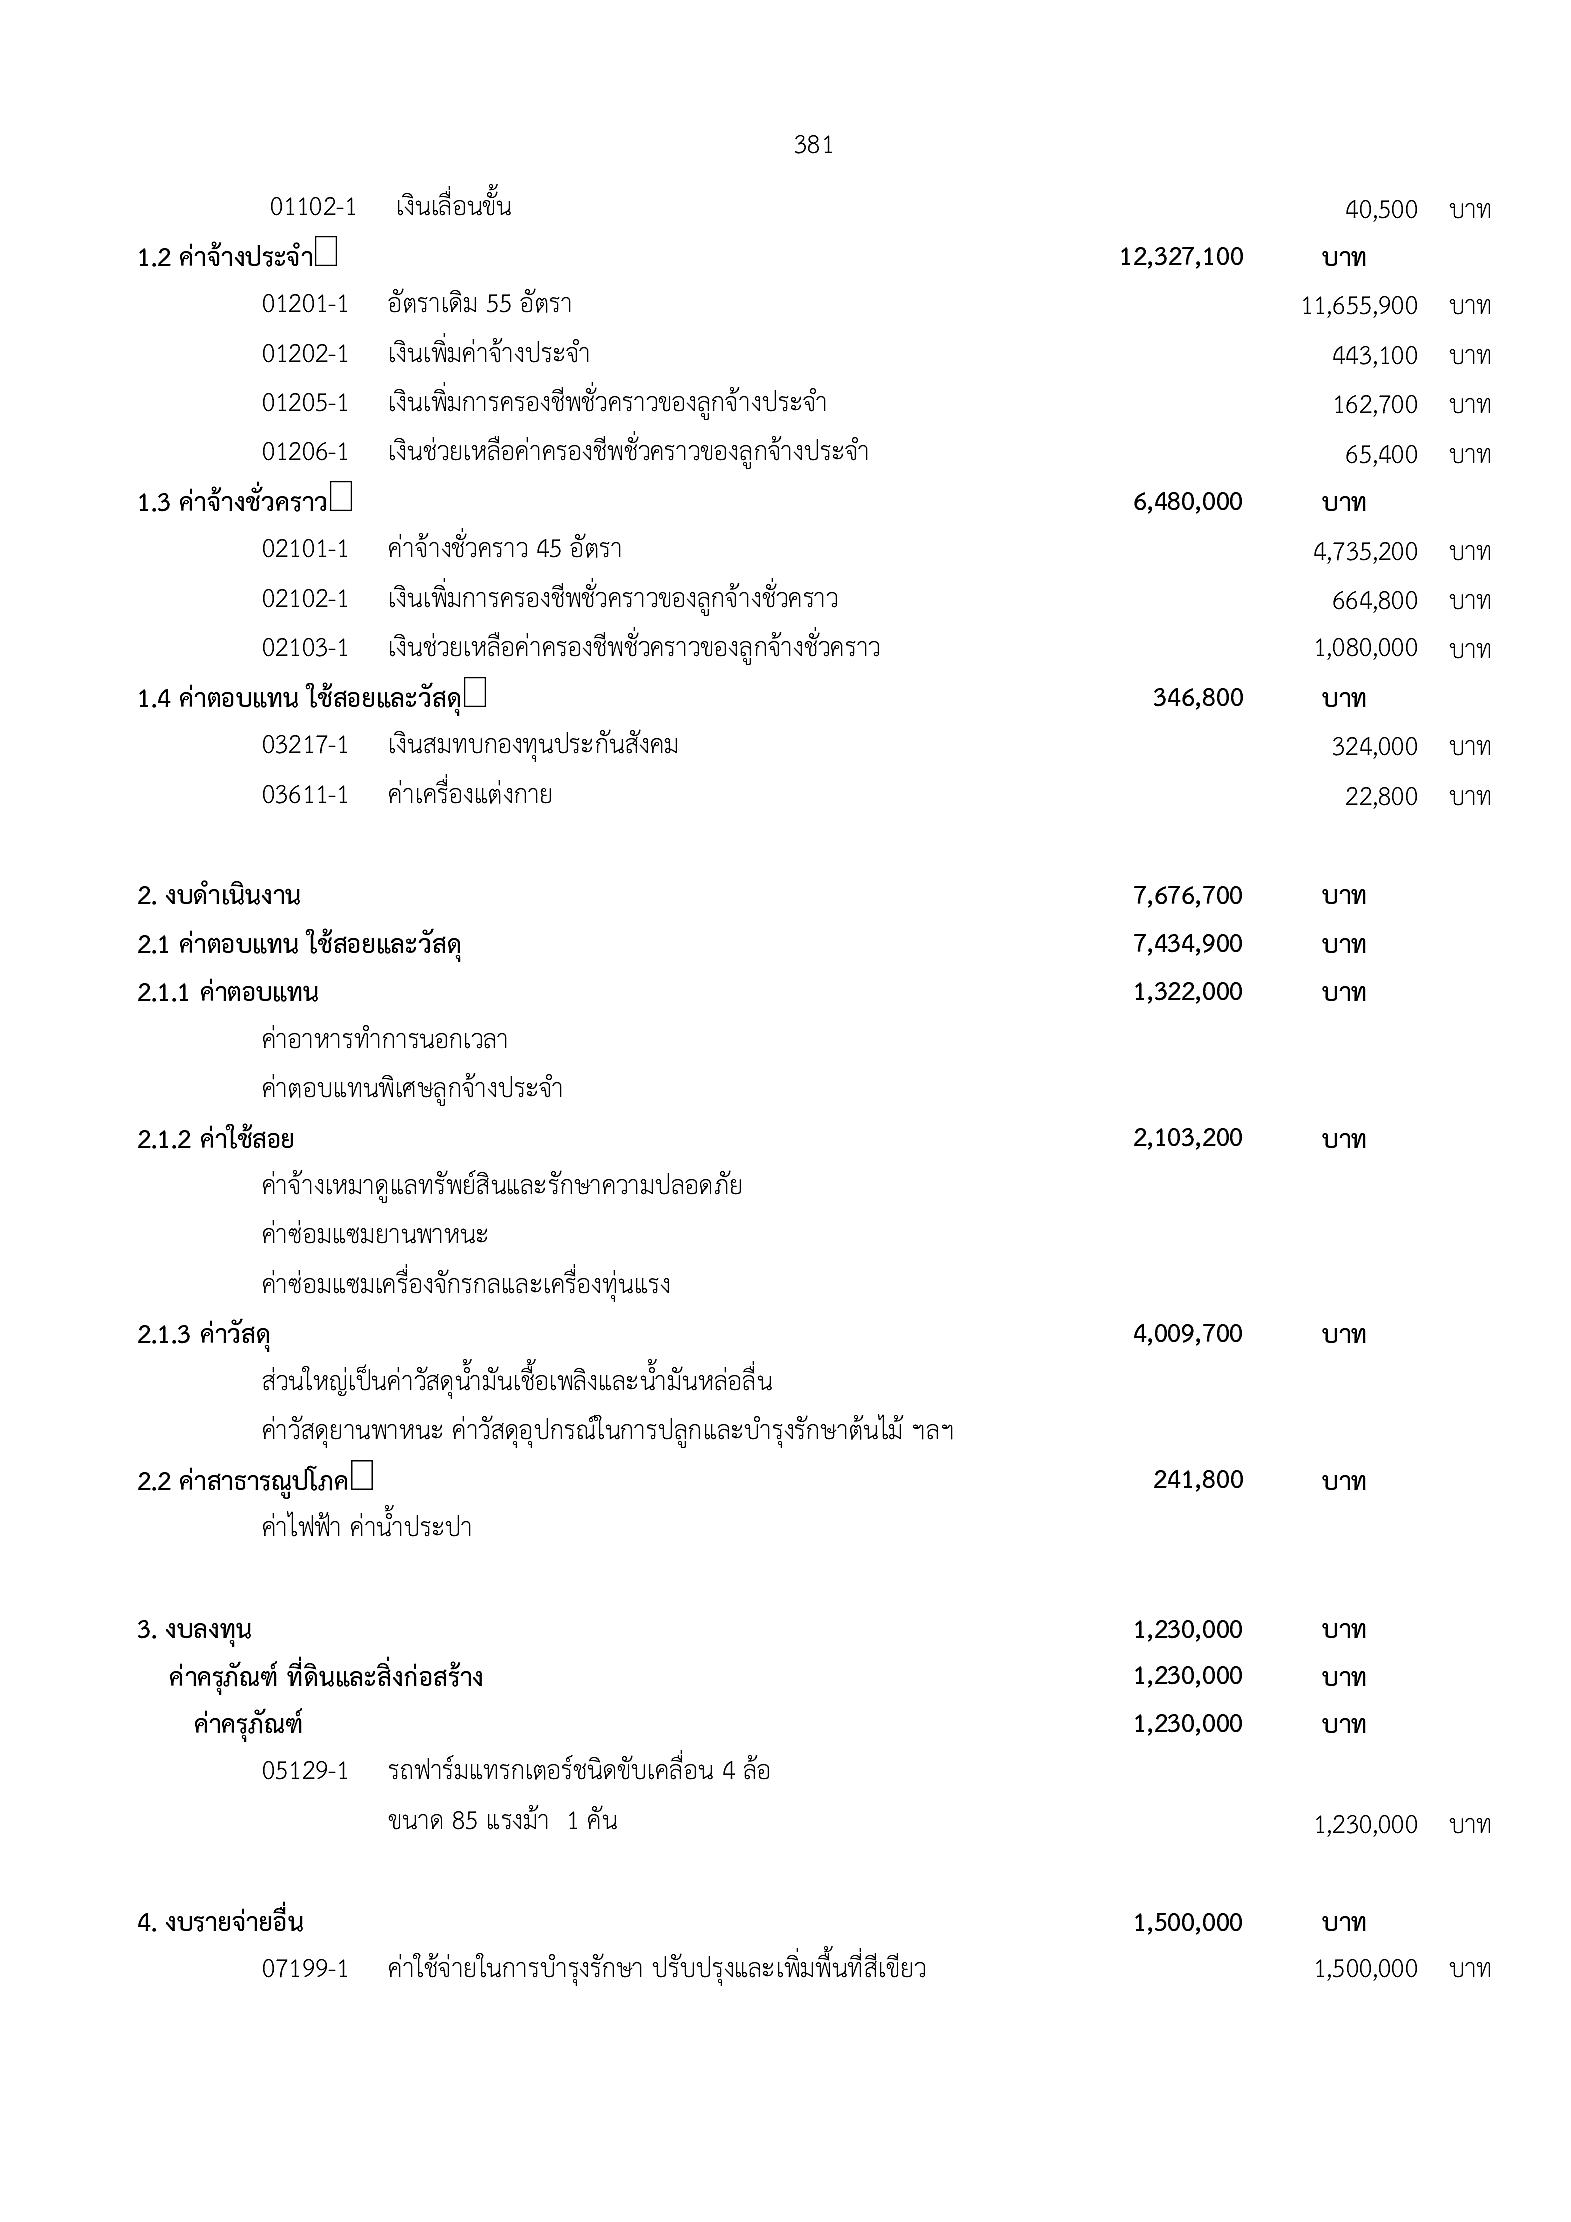 381
01102-1 เงินเลื่อนขั้น 40,500 บาท
1.2 ค่าจ้างประจำ 12,327,100 บาท
01201-1 อัตราเดิม 55 อัตรา 11,655,900 บาท
01202-1 เงินเพิ่มค่าจ้างประจำ 443,100 บาท
01205-1 เงินเพิ่มการครองชีพชั่วคราวของลูกจ้างประจำ 162,700 บาท
01206-1 เงินช่วยเหลือค่าครองชีพชั่วคราวของลูกจ้างประจำ 65,400 บาท
1.3 ค่าจ้างชั่วคราว 6,480,000 บาท
02101-1 ค่าจ้างชั่วคราว 45 อัตรา 4,735,200 บาท
02102-1 เงินเพิ่มการครองชีพชั่วคราวของลูกจ้างชั่วคราว 664,800 บาท
02103-1 เงินช่วยเหลือค่าครองชีพชั่วคราวของลูกจ้างชั่วคราว 1,080,000 บาท
1.4 ค่าตอบแทน ใช้สอยและวัสดุ 346,800 บาท
03217-1 เงินสมทบกองทุนประกันสังคม 324,000 บาท
03611-1 ค่าเครื่องแต่งกาย 22,800 บาท
2. งบดำเนินงาน 7,676,700 บาท
2.1 ค่าตอบแทน ใช้สอยและวัสดุ 7,434,900 บาท
2.1.1 ค่าตอบแทน 1,322,000 บาท
ค่าอาหารทำการนอกเวลา
ค่าตอบแทนพิเศษลูกจ้างประจำ
2.1.2 ค่าใช้สอย 2,103,200 บาท
ค่าจ้างเหมาดูแลทรัพย์สินและรักษาความปลอดภัย
ค่าซ่อมแซมยานพาหนะ
ค่าซ่อมแซมเครื่องจักรกลและเครื่องทุ่นแรง
2.1.3 ค่าวัสดุ 4,009,700 บาท
ส่วนใหญ่เป็นค่าวัสดุน้ำมันเชื้อเพลิงและน้ำมันหล่อลื่น
ค่าวัสดุยานพาหนะ ค่าวัสดุอุปกรณ์ในการปลูกและบำรุงรักษาต้นไม้ ฯลฯ
2.2 ค่าสาธารณูปโภค 241,800 บาท
ค่าไฟฟ้า ค่าน้ำประปา
3. งบลงทุน 1,230,000 บาท
ค่าครุภัณฑ์ ที่ดินและสิ่งก่อสร้าง 1,230,000 บาท
ค่าครุภัณฑ์ 1,230,000 บาท
05129-1 รถฟาร์มแทรกเตอร์ชนิดขับเคลื่อน 4 ล้อ
ขนาด 85 แรงม้า 1 คัน 1,230,000 บาท
4. งบรายจ่ายอื่น 1,500,000 บาท
07199-1 ค่าใช้จ่ายในการบำรุงรักษา ปรับปรุงและเพิ่มพื้นที่สีเขียว 1,500,000 บาท